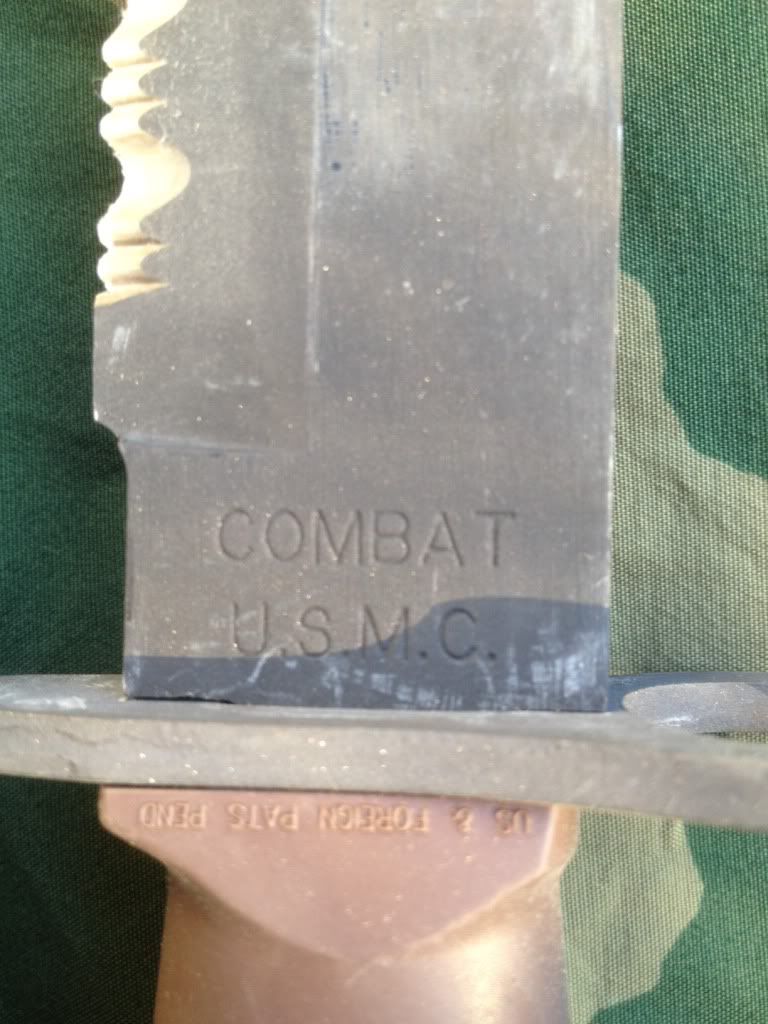 COMBAT
U.S.M.C.
US & FOREIGN PATS PEND